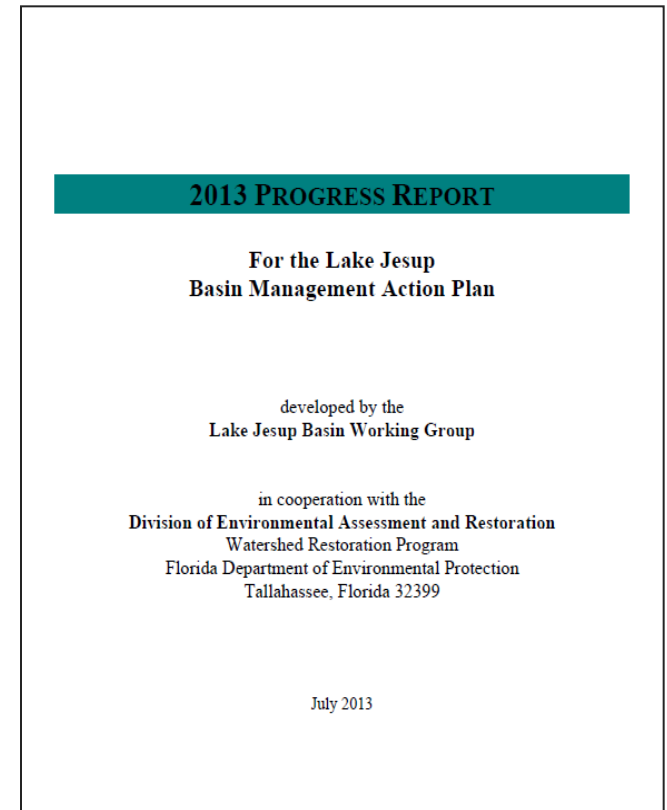 2013 PROGRESS REPORT
For the Lake Jesup
Basin Management Action Plan
developed by the
Lake Jesup Basin Working Group
in cooperation with the
Division of Environmental Assessment and Restoration
Watershed Restoration Program
Florida Department of Environmental Protection
Tallahassee, Florida 32399
July 2013